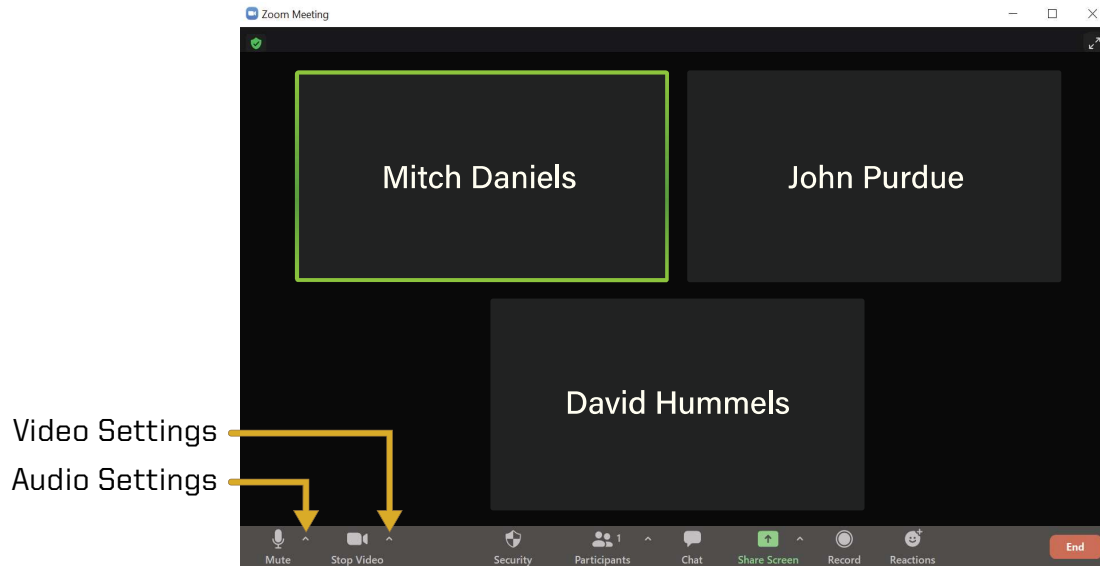 Zoom Meeting
Mitch Daniels
John Purdue
David Hummels
Video Settings
Audio Settings
Mute
Stop Video
Security
1
Participants
Chat
Share Screen
Record
Reactions
End